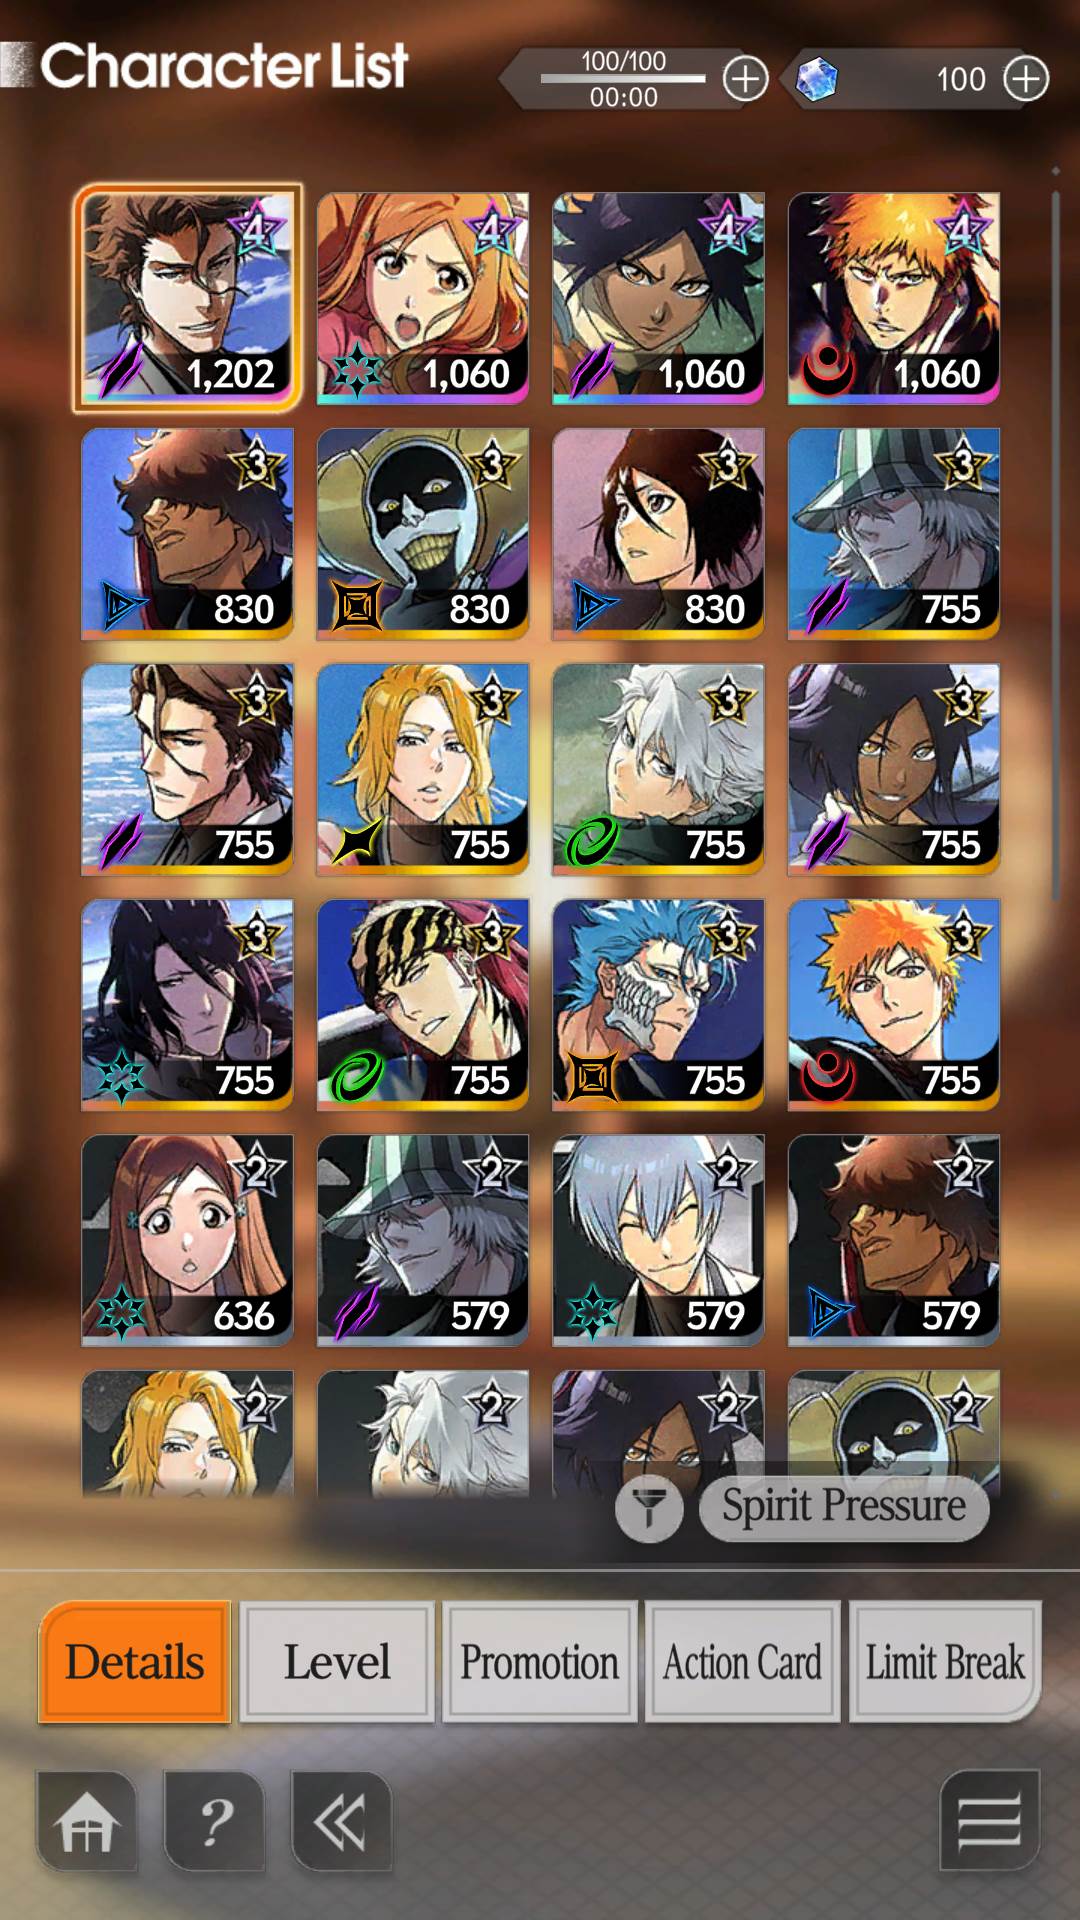 Character List
100/100
00:00
100
4 4 4 4
1,202 1,060 1,060 1,060
3 3 3 3
830 830 830 755
3 3 3 3
755 755 755 755
3 3 3 3
755 755 755 755
2 2 2 2
636 579 579 579
2 2 2 2
Spirit Pressure
Details Level Promotion Action Card Limit Break
?